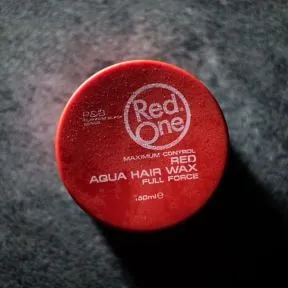 Red
One
MAXIMUM CONTROL
RED
AQUA HAIR WAX
FULL FORCE
150ml e